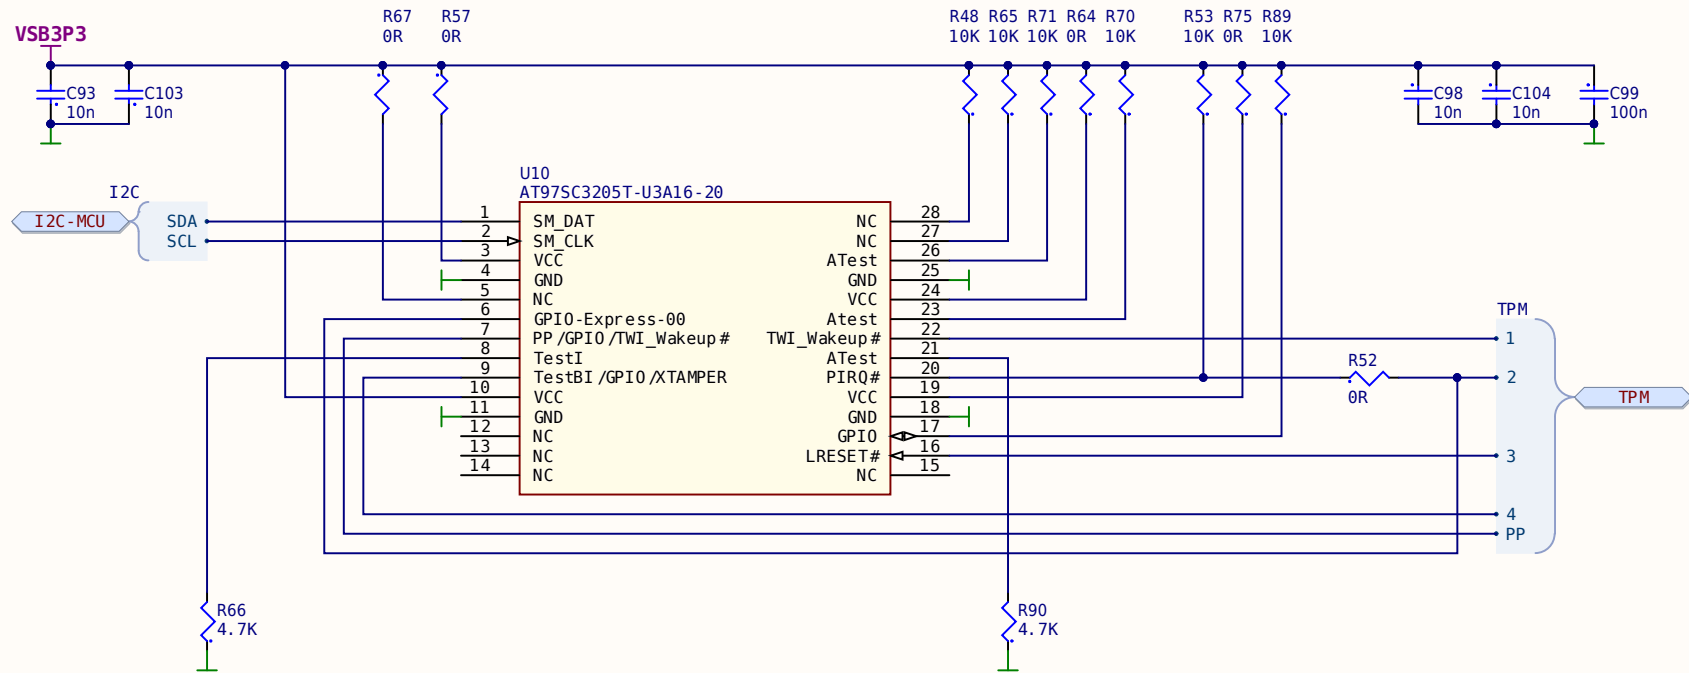 VSB3P3
R67 R57
0R 0R
R48 R65 R71 R64 R70 R53 R75 R89
10K 10K 10K 0R 10K 10K 0R 10K
C93
10n
C103
10n
C98
10n
C104
10n
C99
100n
U10
AT97SC3205T-U3A16-20
I2C
I2C-MCU
SDA
SCL
1 SM_DAT
2 SM_CLK
3 VCC
4 GND
5 NC
6 GPIO-Express-00
7 PP/GPIO/TWI_Wakeup#
8 TestI
9 TestBI/GPIO/XTAMPER
10 VCC
11 GND
12 NC
13 NC
14 NC
NC 28
NC 27
ATest 26
GND 25
VCC 24
Atest 23
TWI_Wakeup# 22
ATest 21
PIRQ# 20
VCC 19
GND 18
GPIO 17
LRESET# 16
NC 15
R52
0R
TPM
1
2
3
4
PP
TPM
R66
4.7K
R90
4.7K